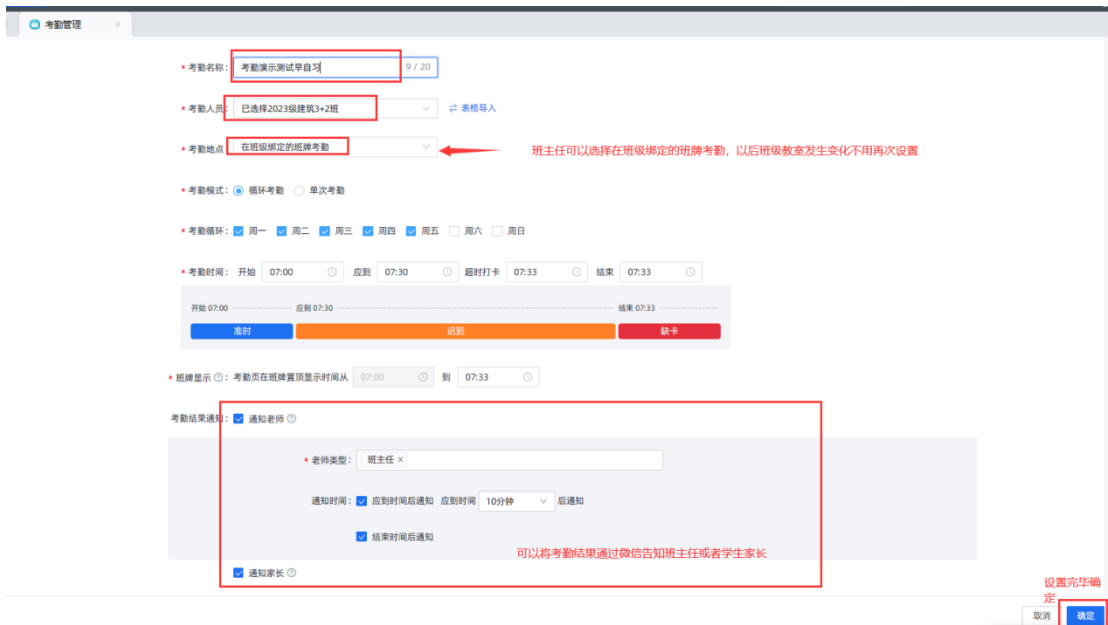 考勤管理 ×
* 考勤名称: 考勤演示测试早自习 9 / 20
* 考勤人员: 已选择2023级建筑3+2班 表格导入
* 考勤地点 在班级绑定的班牌考勤 班主任可以选择在班级绑定的班牌考勤，以后班级教室发生变化不用再次设置
* 考勤模式: 循环考勤 单次考勤
* 考勤循环: 周一 周二 周三 周四 周五 周六 周日
* 考勤时间: 开始 07:00 应到 07:30 超时打卡 07:33 结束 07:33
开始 07:00 应到 07:30 结束 07:33
准时 迟到 缺卡
* 班牌显示 ?: 考勤页在班牌置顶显示时间从 07:00 到 07:33
考勤结果通知: 通知老师 ?
* 老师类型: 班主任 ×
通知时间: 应到时间后通知 应到时间 10分钟 后通知
结束时间后通知
可以将考勤结果通过微信告知班主任或者学生家长
通知家长 ?
设置完毕确
定
取消 确定